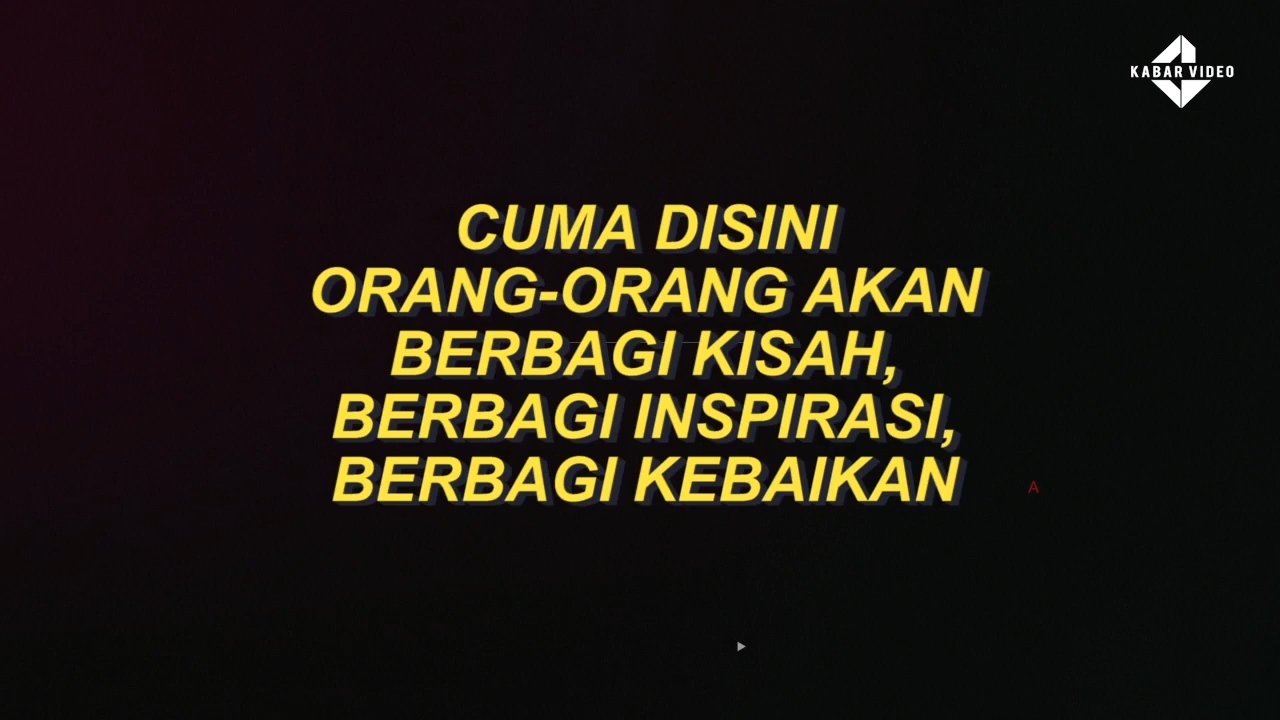 KABAR VIDEO
CUMA DISINI
ORANG-ORANG AKAN
BERBAGI KISAH,
BERBAGI INSPIRASI,
BERBAGI KEBAIKAN
A